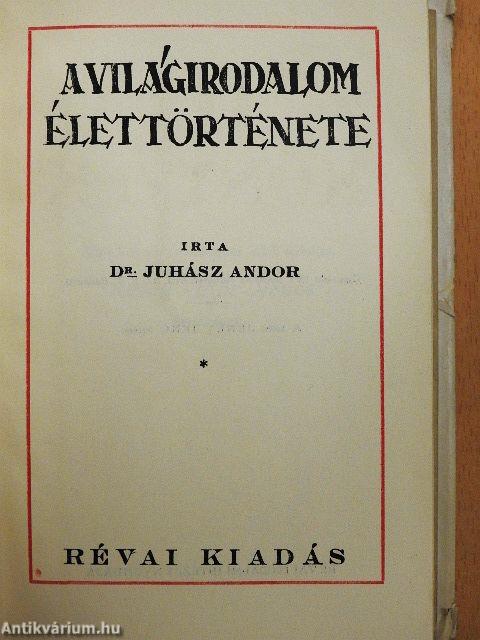 A VILÁGIRODALOM
ÉLETTÖRTÉNETE
IRTA
DR. JUHÁSZ ANDOR
*
RÉVAI KIADÁS
Antikvárium.hu